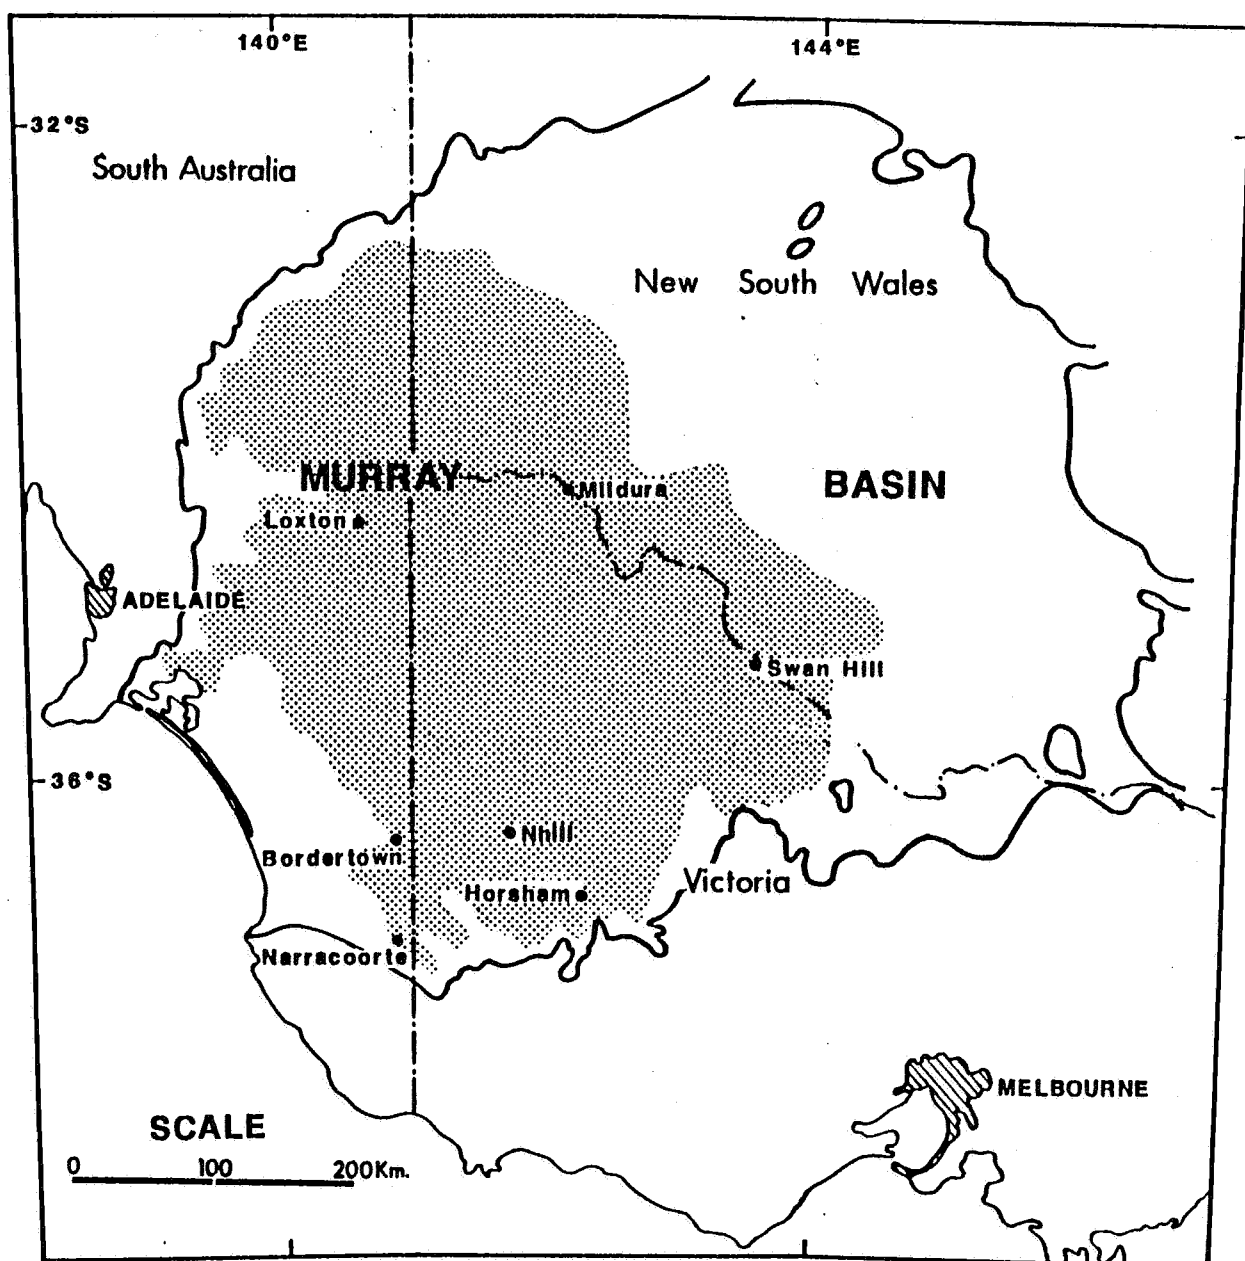 140°E
144°E
32°S
South Australia
New South Wales
MURRAY
BASIN
Mildura
Loxton
ADELAIDE
Swan Hill
36°S
Nhill
Bordertown
Victoria
Horsham
Narracoorte
MELBOURNE
SCALE
0 100 200Km.